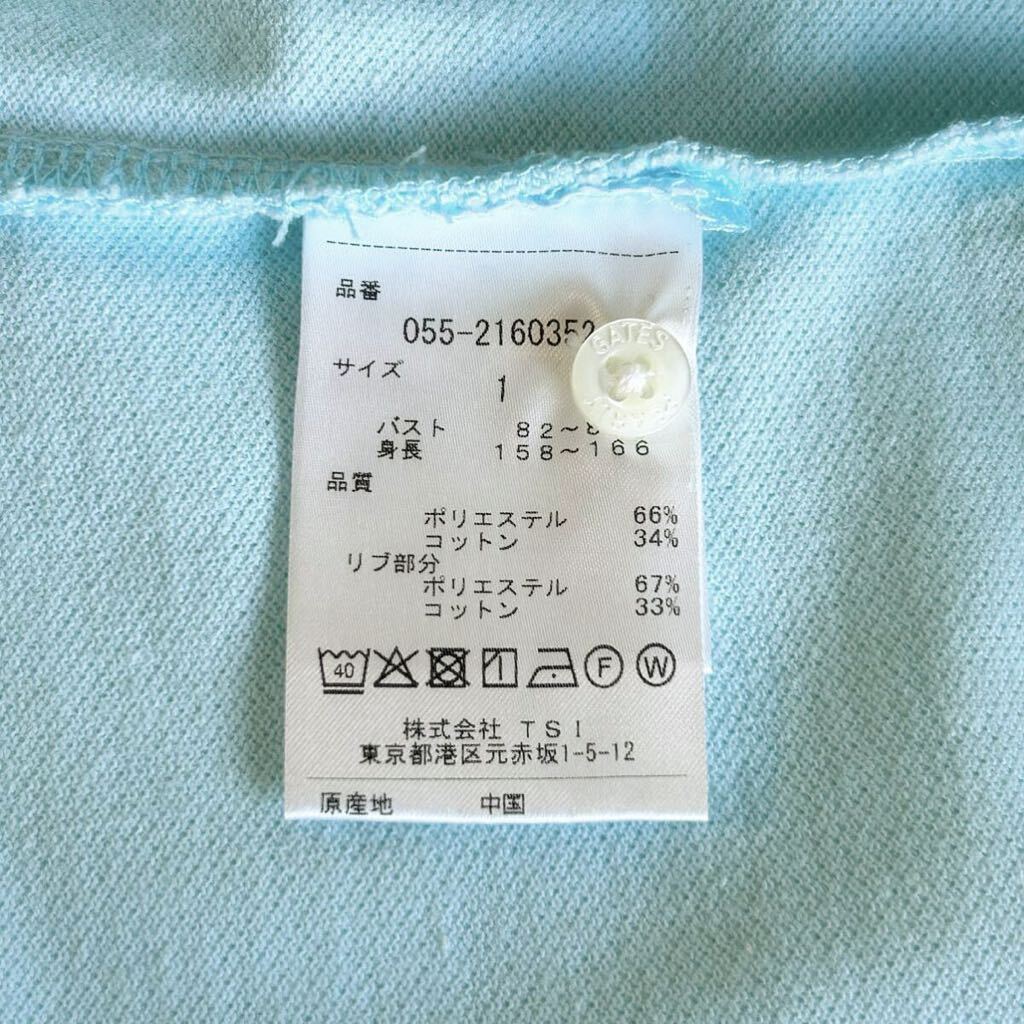 品番
055-2160352
サイズ
1
バスト 82～
身長 158～166
品質
ポリエステル 66%
コットン 34%
リブ部分
ポリエステル 67%
コットン 33%
40
F W
株式会社 TSI
東京都港区元赤坂1-5-12
原産地 中国
GATES